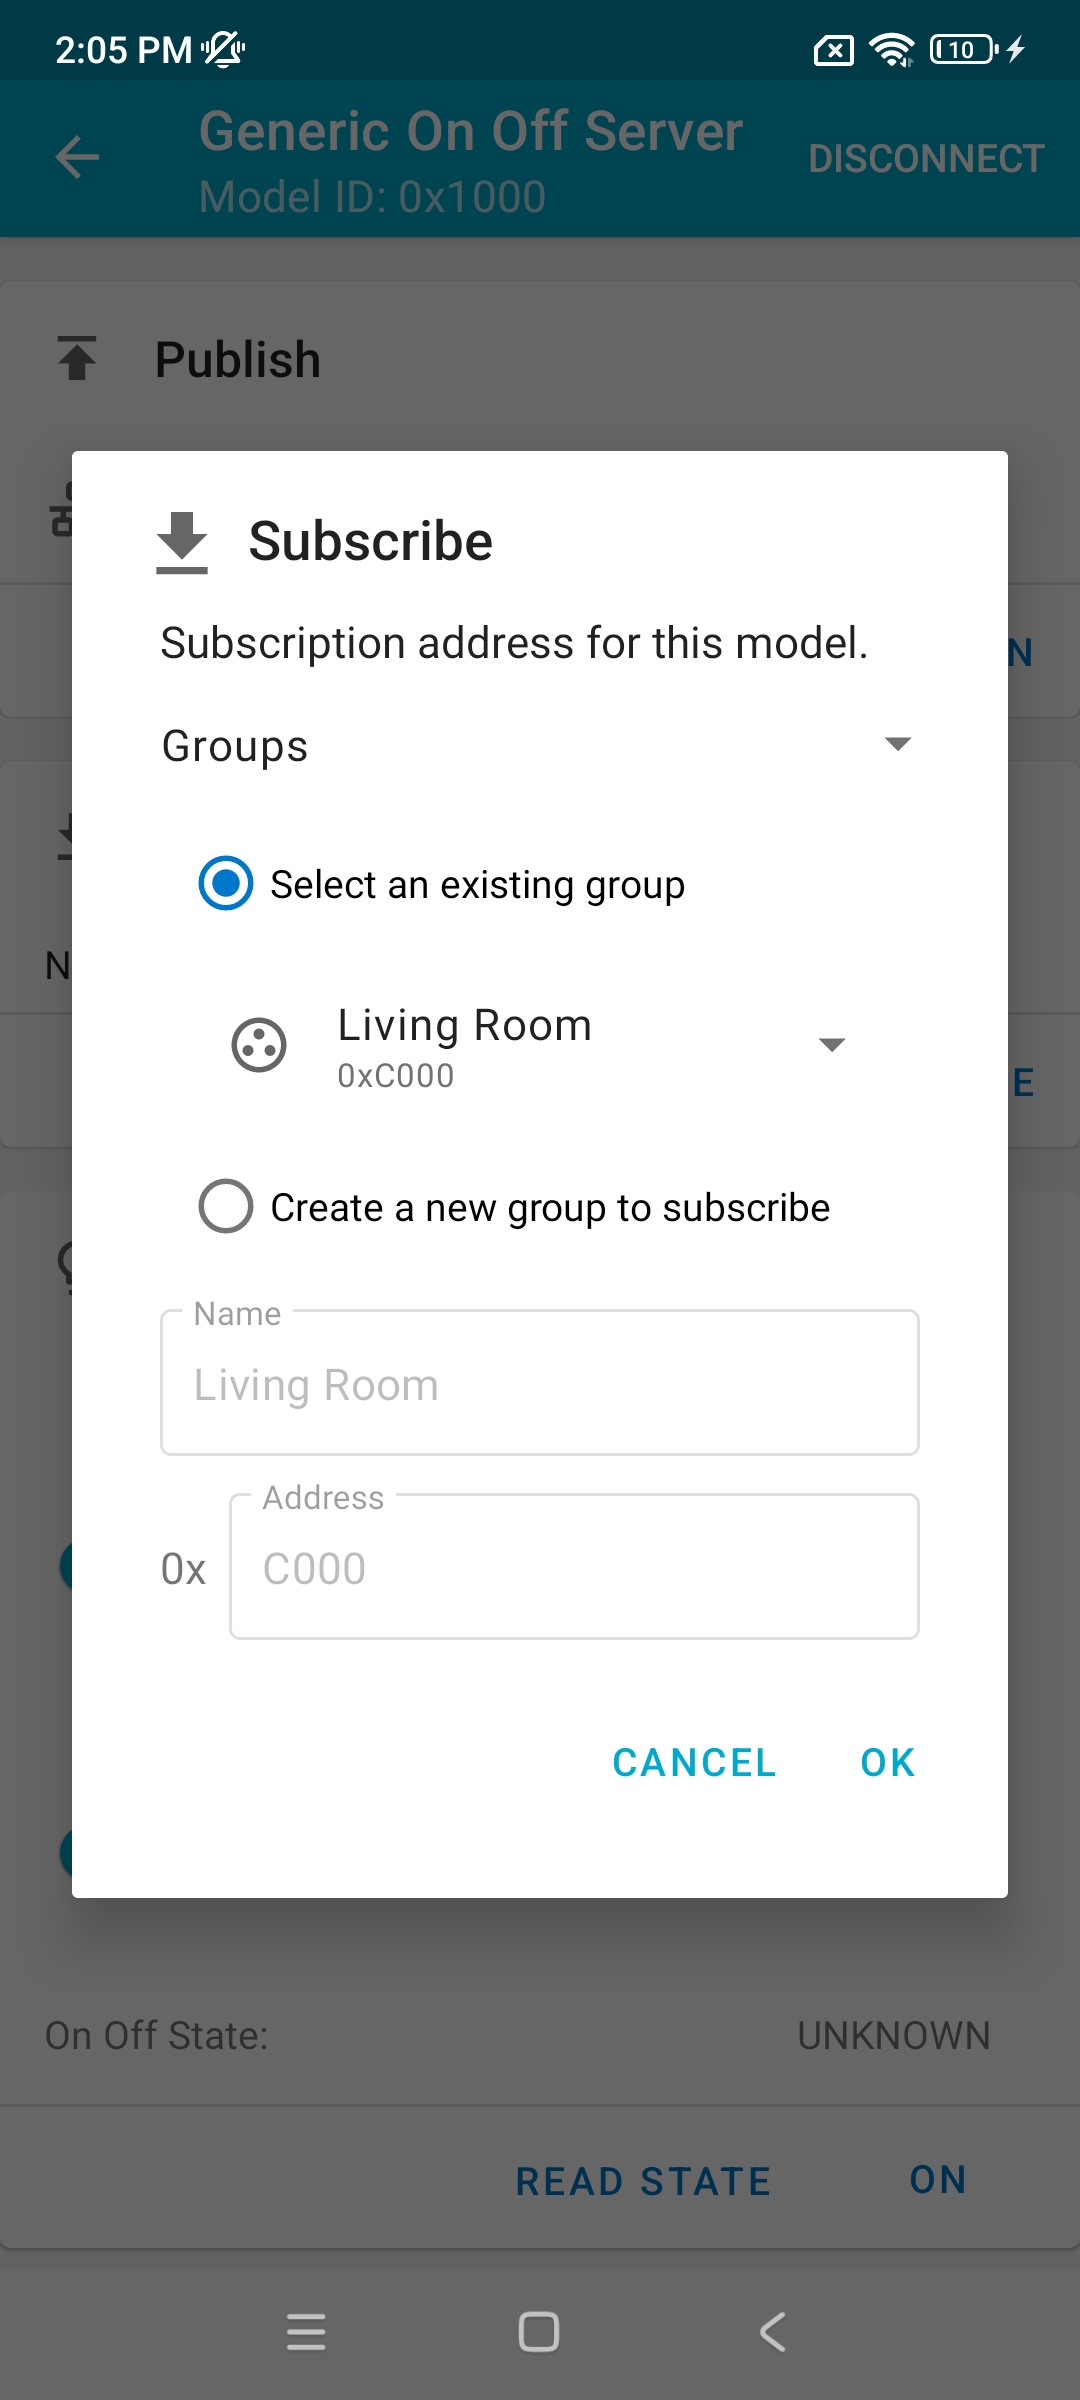 2:05 PM
10
Generic On Off Server
Model ID: 0x1000
DISCONNECT
Publish
N
Subscribe
Subscription address for this model.
Groups
Select an existing group
N
Living Room
0xC000
E
Create a new group to subscribe
Name
Living Room
Address
0x
C000
CANCEL
OK
On Off State:
UNKNOWN
READ STATE
ON